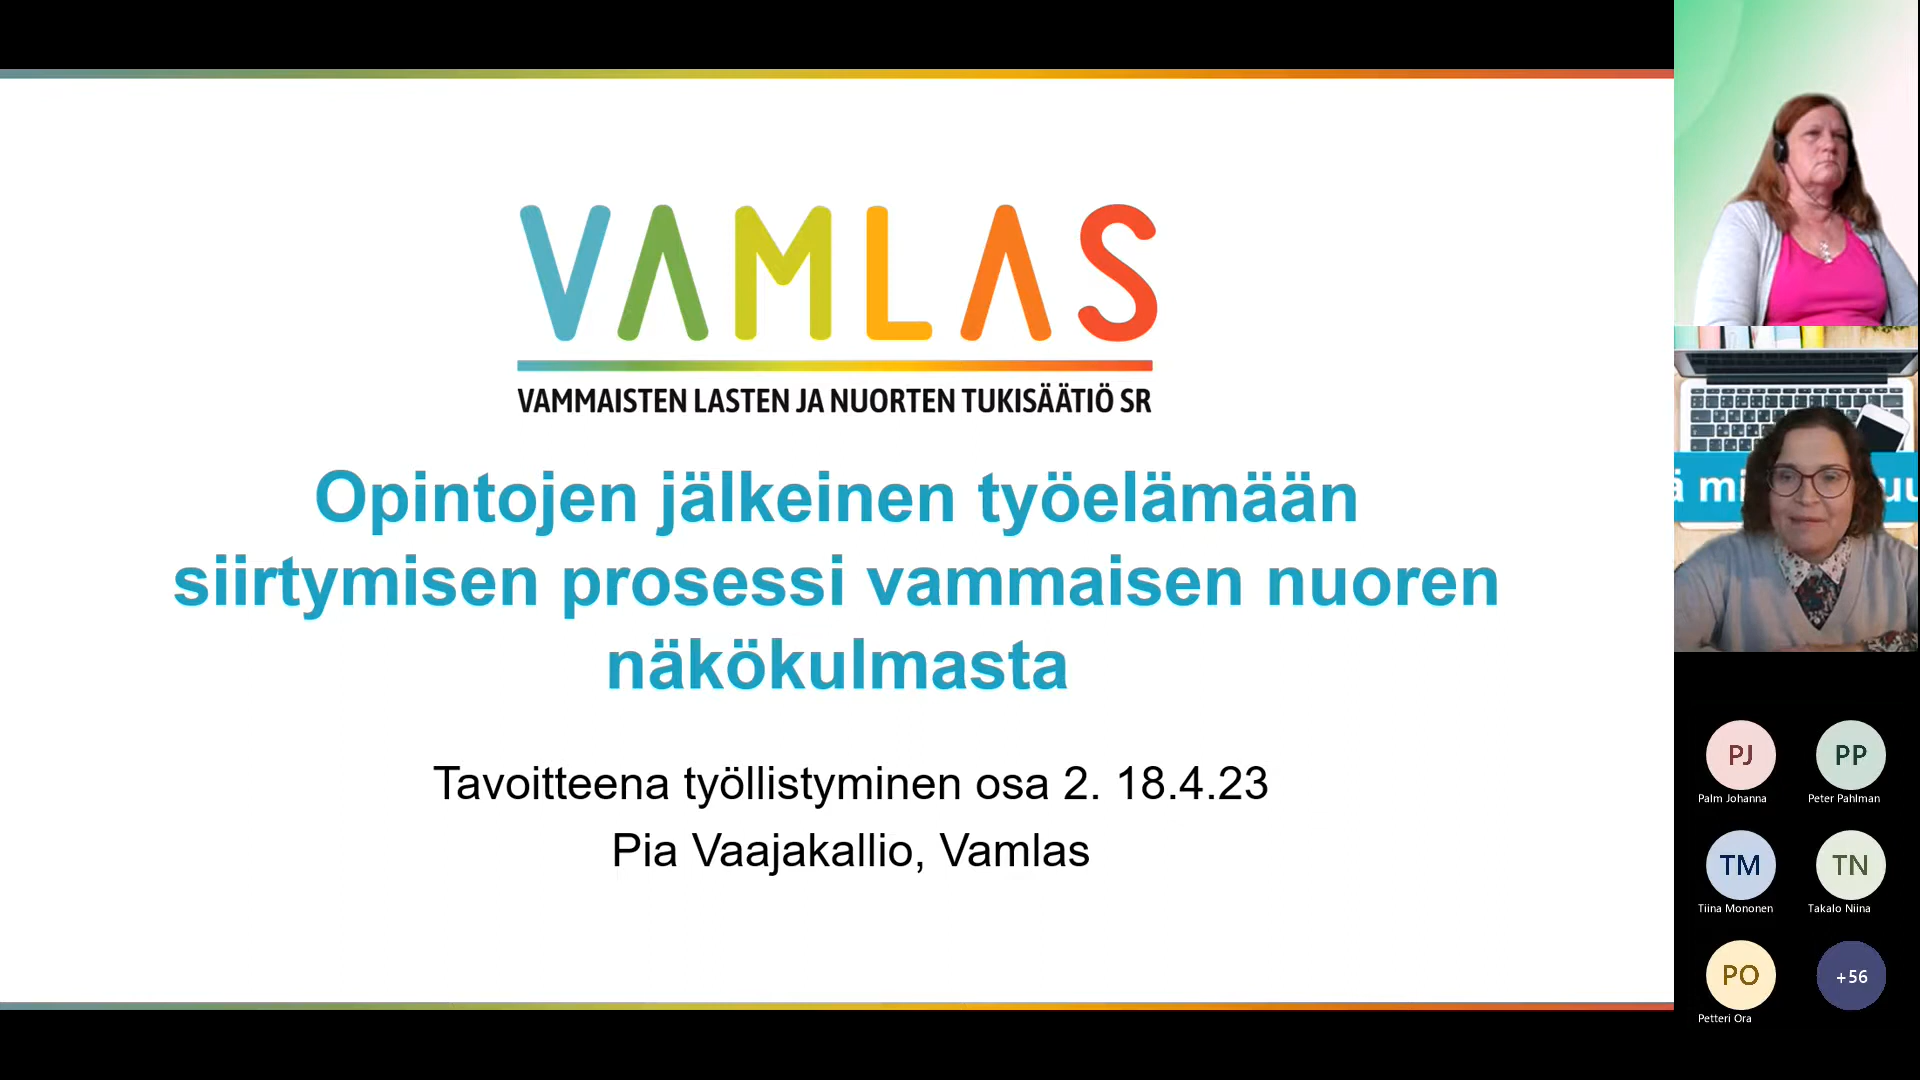 VAMLAS
VAMMAISTEN LASTEN JA NUORTEN TUKISÄÄTIÖ SR
Opintojen jälkeinen työelämään
siirtymisen prosessi vammaisen nuoren
näkökulmasta
Tavoitteena työllistyminen osa 2. 18.4.23
Pia Vaajakallio, Vamlas
PJ
Palm Johanna
PP
Peter Pahlman
TM
Tiina Mononen
TN
Takalo Niina
PO
Petteri Ora
+56